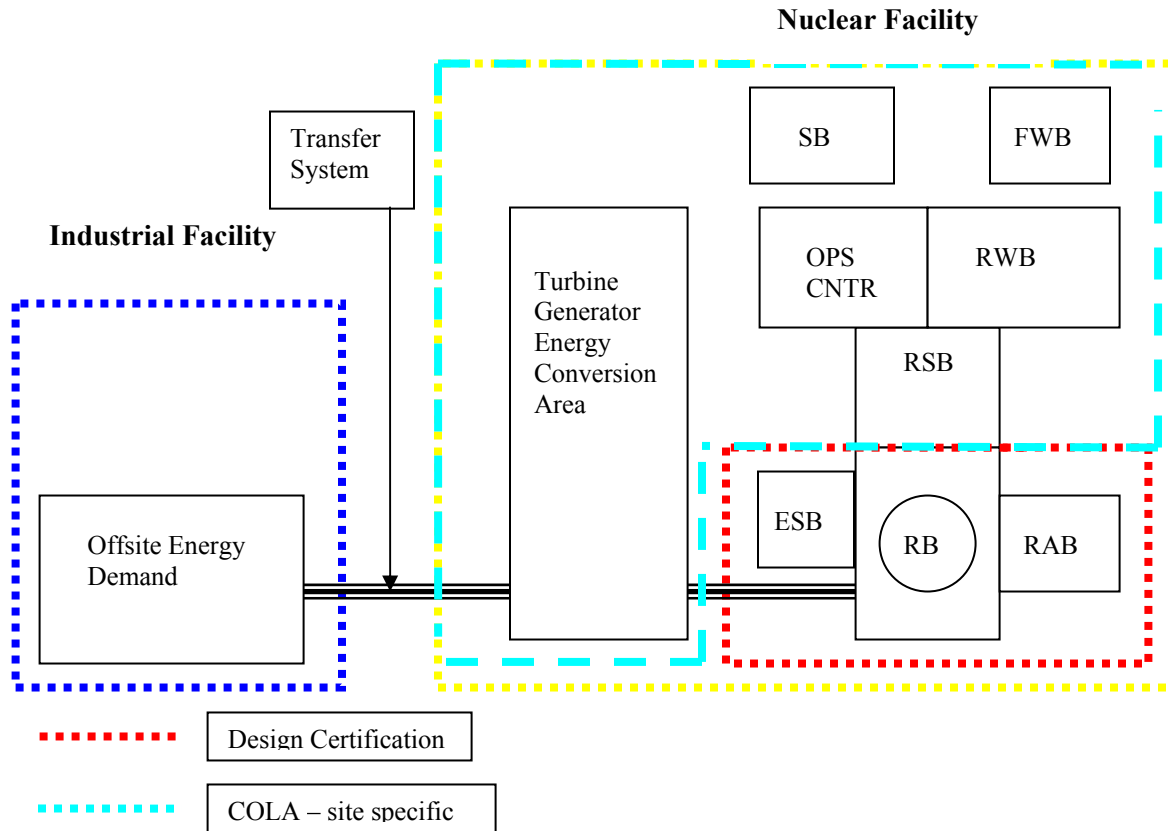 Nuclear Facility
Transfer
System
SB
FWB
Industrial Facility
Turbine
Generator
Energy
Conversion
Area
OPS
CNTR
RWB
RSB
Offsite Energy
Demand
ESB
RB
RAB
Design Certification
COLA – site specific